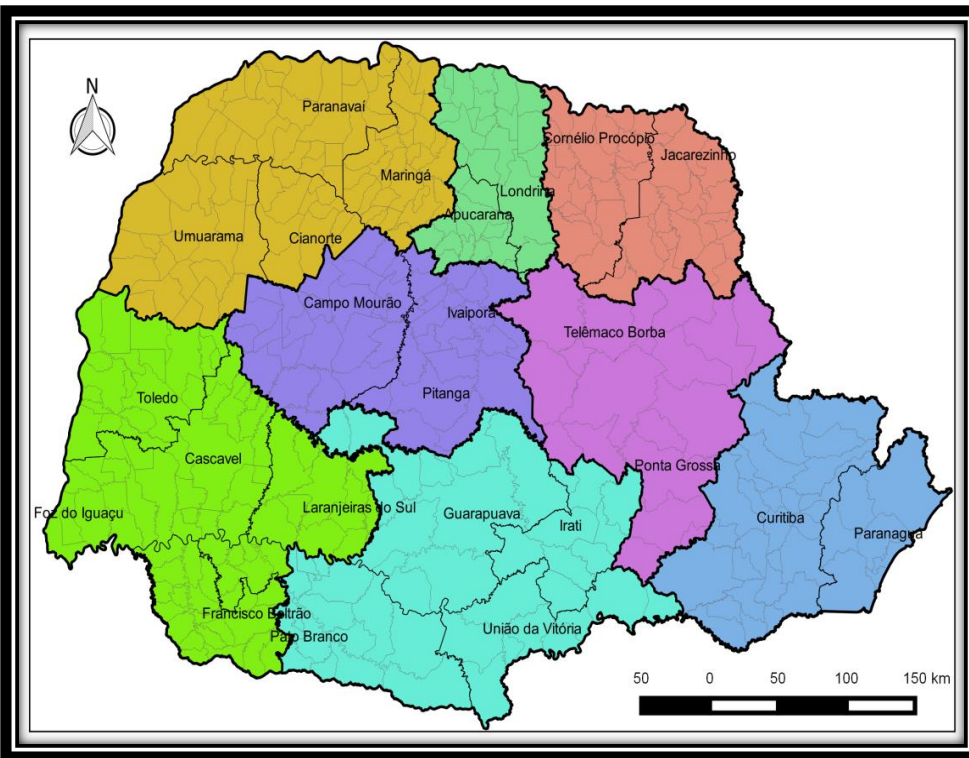 N
Paranavaí
Cornélio Procópio
Jacarezinho
Maringá
Londrina
Apucarana
Umuarama
Cianorte
Campo Mourão
Ivaiporã
Telêmaco Borba
Toledo
Pitanga
Cascavel
Ponta Grossa
Laranjeiras do Sul
Foz do Iguaçu
Guarapuava
Irati
Curitiba
Paranaguá
Francisco Beltrão
Pato Branco
União da Vitória
50 0 50 100 150 km